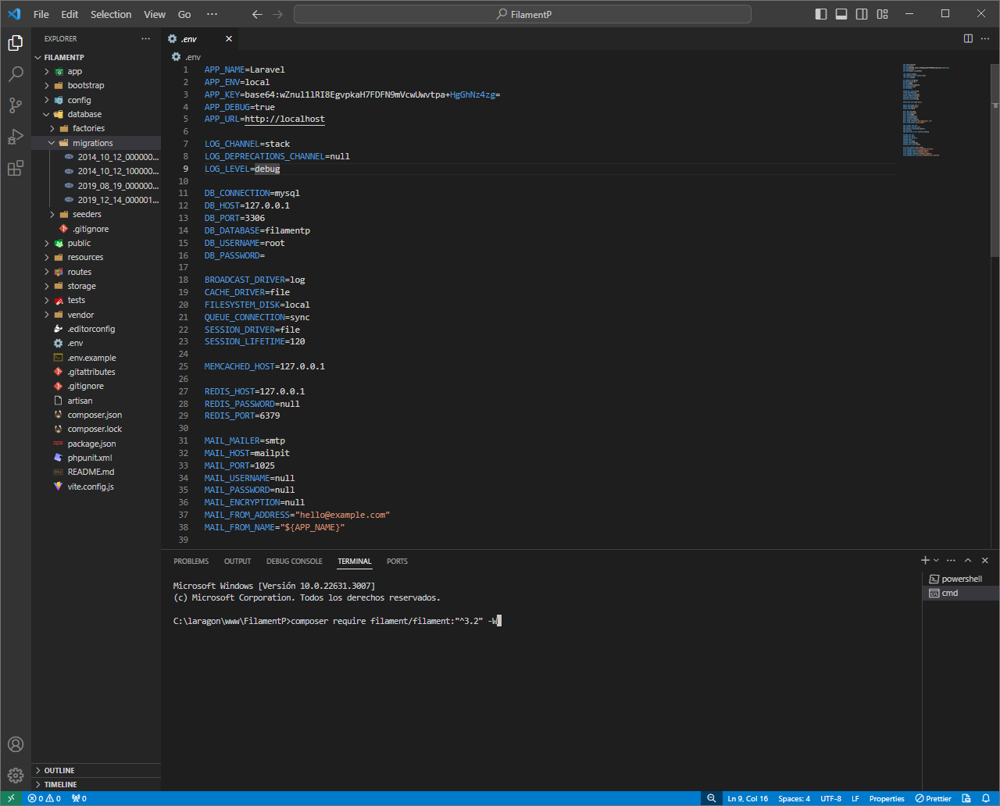 File Edit Selection View Go ··· FilamentP
EXPLORER ···
FILAMENTP
app
bootstrap
config
database
factories
migrations
2014_10_12_000000...
2014_10_12_100000...
2019_08_19_000000...
2019_12_14_000001...
seeders
.gitignore
public
resources
routes
storage
tests
vendor
.editorconfig
.env
.env.example
.gitattributes
.gitignore
artisan
composer.json
composer.lock
package.json
phpunit.xml
README.md
vite.config.js
OUTLINE
TIMELINE
.env
.env
1 APP_NAME=Laravel
2 APP_ENV=local
3 APP_KEY=base64:wZnul1lRI8EgvpkaH7FDFN9mVcwUwvtpa+HgGhNz4zg=
4 APP_DEBUG=true
5 APP_URL=http://localhost
6
7 LOG_CHANNEL=stack
8 LOG_DEPRECATIONS_CHANNEL=null
9 LOG_LEVEL=debug
10
11 DB_CONNECTION=mysql
12 DB_HOST=127.0.0.1
13 DB_PORT=3306
14 DB_DATABASE=filamentp
15 DB_USERNAME=root
16 DB_PASSWORD=
17
18 BROADCAST_DRIVER=log
19 CACHE_DRIVER=file
20 FILESYSTEM_DISK=local
21 QUEUE_CONNECTION=sync
22 SESSION_DRIVER=file
23 SESSION_LIFETIME=120
24
25 MEMCACHED_HOST=127.0.0.1
26
27 REDIS_HOST=127.0.0.1
28 REDIS_PASSWORD=null
29 REDIS_PORT=6379
30
31 MAIL_MAILER=smtp
32 MAIL_HOST=mailpit
33 MAIL_PORT=1025
34 MAIL_USERNAME=null
35 MAIL_PASSWORD=null
36 MAIL_ENCRYPTION=null
37 MAIL_FROM_ADDRESS="hello@example.com"
38 MAIL_FROM_NAME="${APP_NAME}"
39
PROBLEMS OUTPUT DEBUG CONSOLE TERMINAL PORTS
Microsoft Windows [Versión 10.0.22631.3007]
(c) Microsoft Corporation. Todos los derechos reservados.
C:\laragon\www\FilamentP>composer require filament/filament:"^3.2" -W
powershell
cmd
0 0 0 Ln 9, Col 16 Spaces: 4 UTF-8 LF Properties Prettier